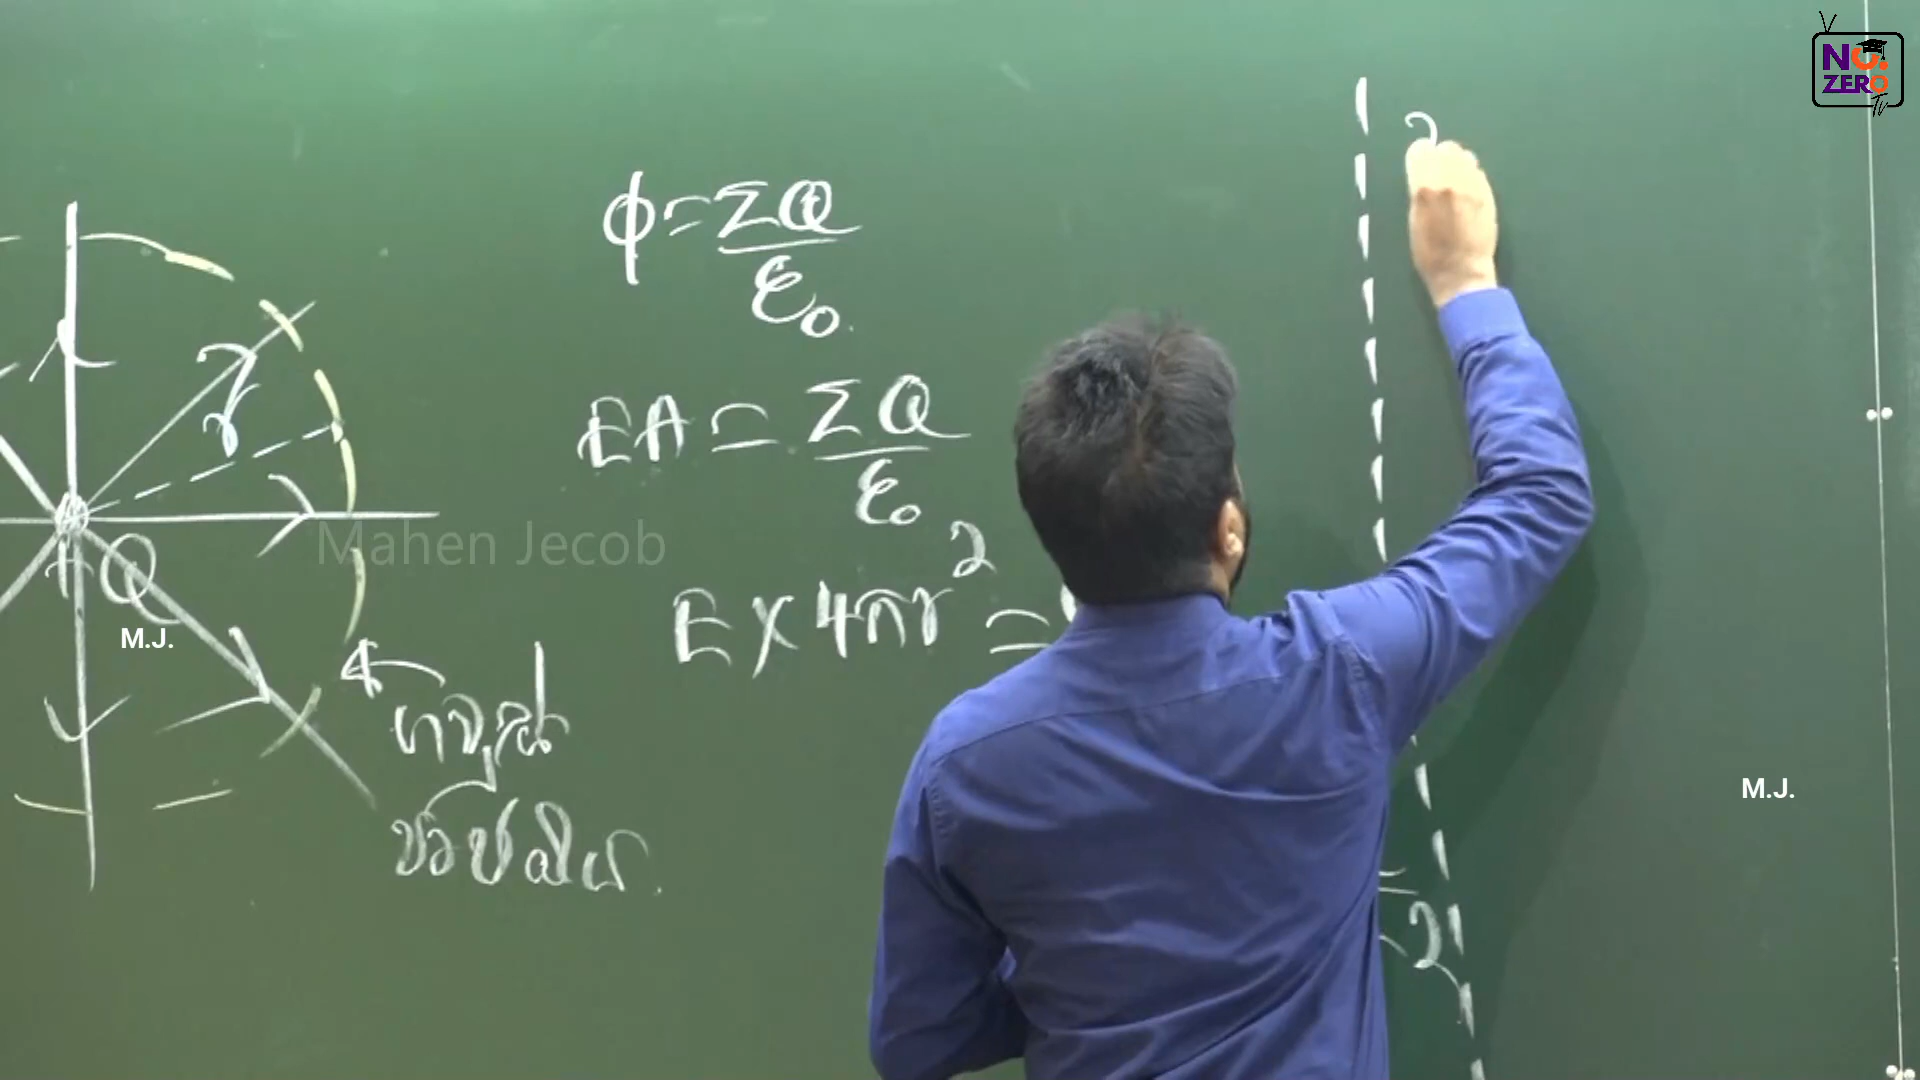 NO. ZERO Tv
ϕ = ΣQ / ε₀
r
EA = ΣQ / ε₀
Mahen Jecob
+Q
E × 4πr² =
M.J.
M.J.